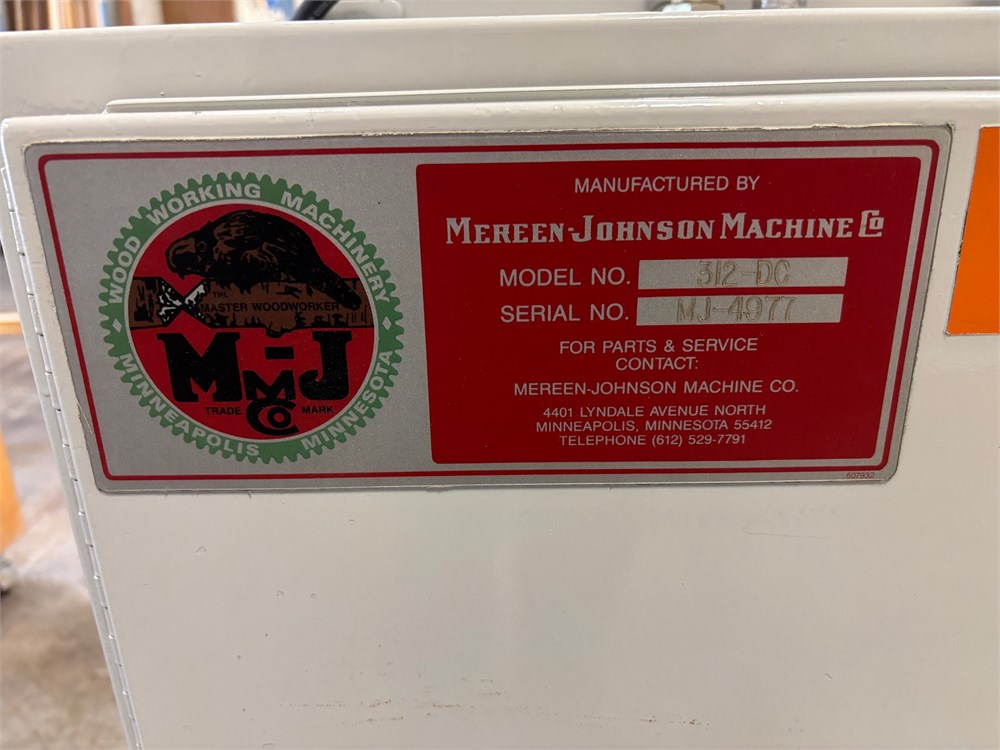 WOOD WORKING MACHINERY
THE
MASTER WOODWORKER
M-J
M
CO
TRADE MARK
MINNEAPOLIS MINNESOTA
MANUFACTURED BY
MEREEN-JOHNSON MACHINE CO
MODEL NO. 312-DC
SERIAL NO. MJ-4977
FOR PARTS & SERVICE
CONTACT:
MEREEN-JOHNSON MACHINE CO.
4401 LYNDALE AVENUE NORTH
MINNEAPOLIS, MINNESOTA 55412
TELEPHONE (612) 529-7791
607932